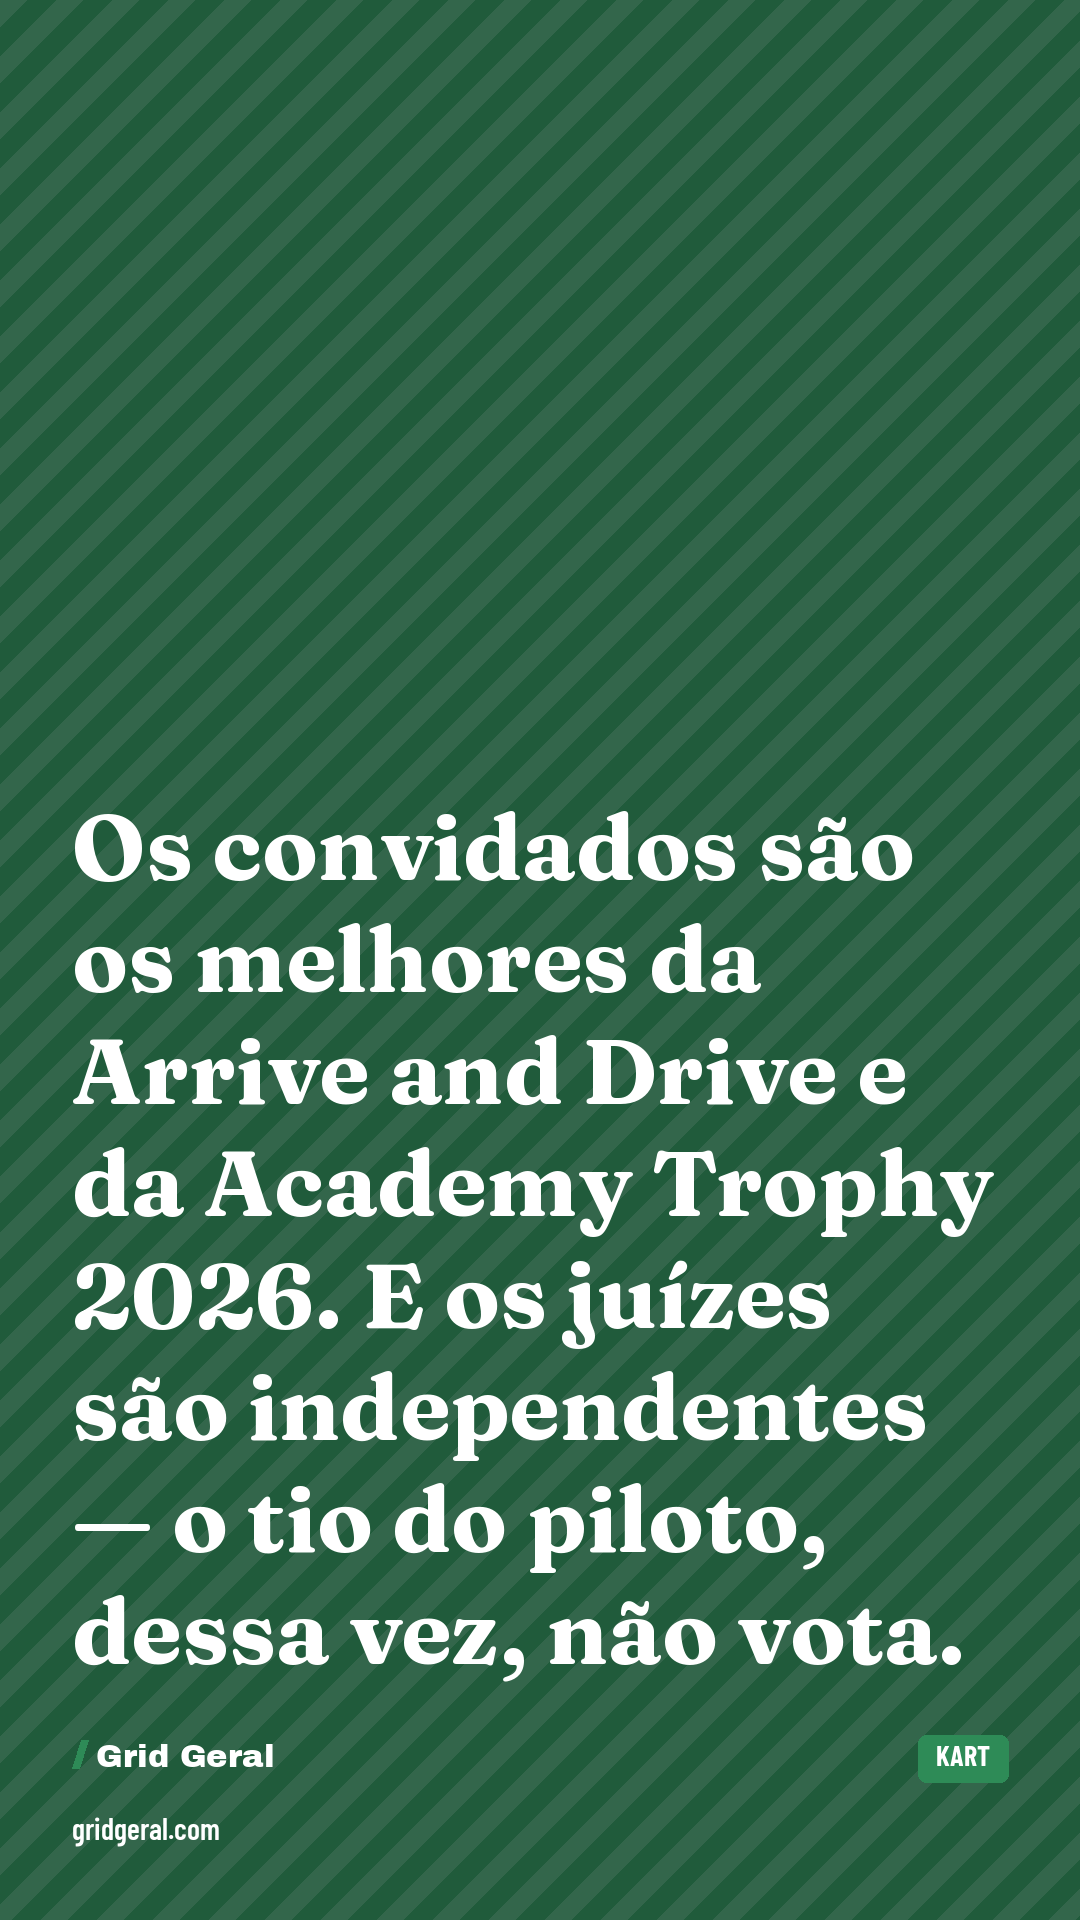 Os convidados são
os melhores da
Arrive and Drive e
da Academy Trophy
2026. E os juízes
são independentes
— o tio do piloto,
dessa vez, não vota.
/ Grid Geral
KART
gridgeral.com